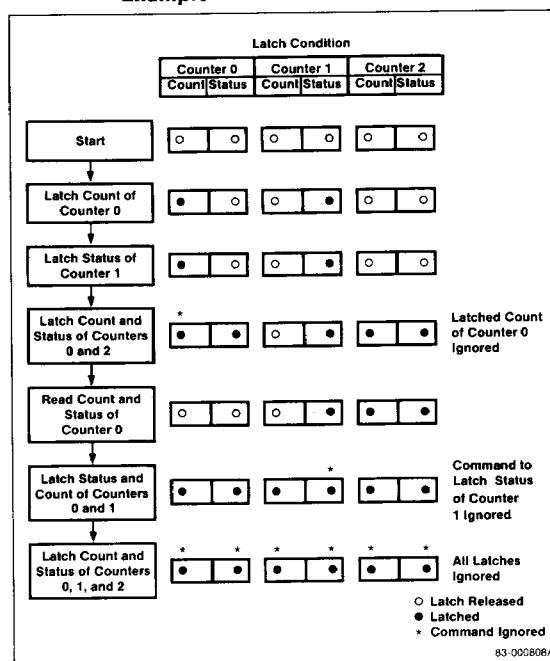 Example
Latch Condition
Counter 0 Counter 1 Counter 2
Count Status Count Status Count Status
Start
Latch Count of
Counter 0
Latch Status
of Counter 1
Latch Count and
Status of Counters
0 and 2
* Latched Count
of Counter 0
Ignored
Read Count and
Status of
Counter 0
Latch Status and
Count of Counters
0 and 1
* Command to
Latch Status
of Counter
1 Ignored
Latch Count and
Status of Counters
0, 1, and 2
* * * * * *
All Latches
Ignored
○ Latch Released
● Latched
* Command Ignored
83-000808A